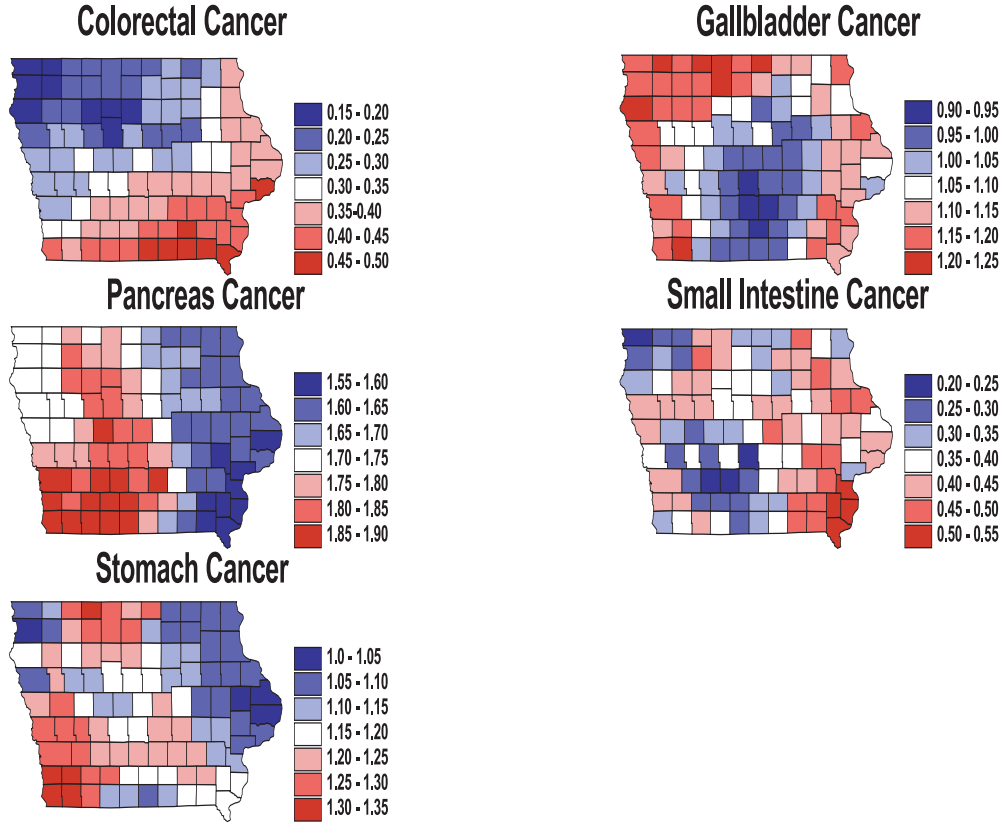 Colorectal Cancer
0.15 - 0.20
0.20 - 0.25
0.25 - 0.30
0.30 - 0.35
0.35-0.40
0.40 - 0.45
0.45 - 0.50
Gallbladder Cancer
0.90 - 0.95
0.95 - 1.00
1.00 - 1.05
1.05 - 1.10
1.10 - 1.15
1.15 - 1.20
1.20 - 1.25
Pancreas Cancer
1.55 - 1.60
1.60 - 1.65
1.65 - 1.70
1.70 - 1.75
1.75 - 1.80
1.80 - 1.85
1.85 - 1.90
Small Intestine Cancer
0.20 - 0.25
0.25 - 0.30
0.30 - 0.35
0.35 - 0.40
0.40 - 0.45
0.45 - 0.50
0.50 - 0.55
Stomach Cancer
1.0 - 1.05
1.05 - 1.10
1.10 - 1.15
1.15 - 1.20
1.20 - 1.25
1.25 - 1.30
1.30 - 1.35